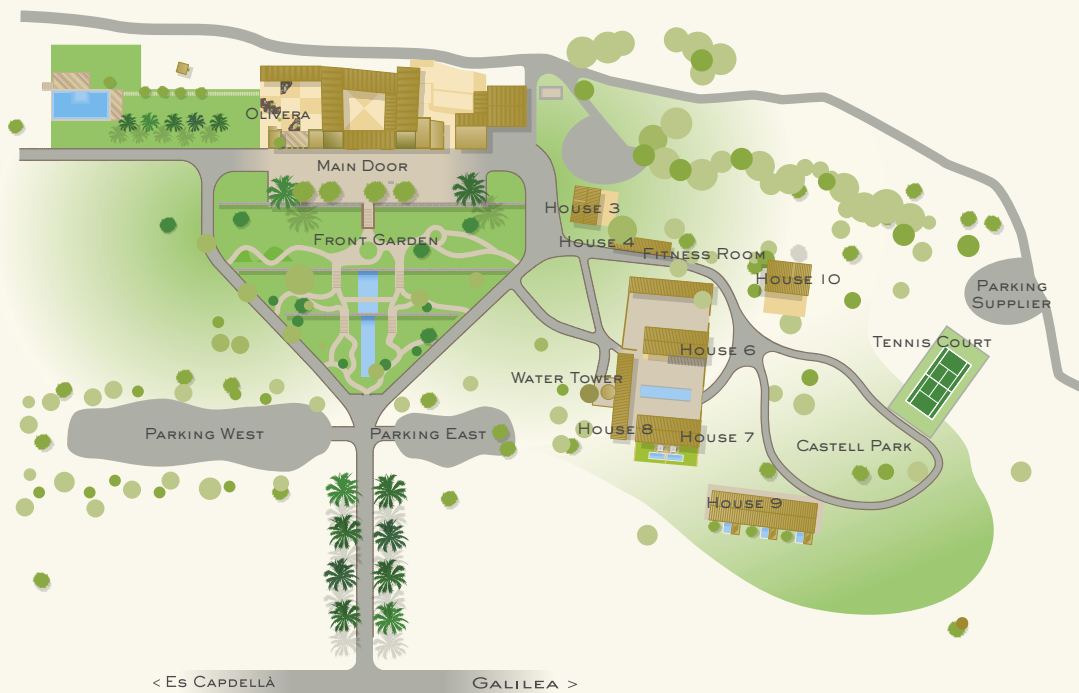 Olivera
Main Door
House 3
Front Garden
House 4
Fitness Room
House 10
Parking
Supplier
Tennis Court
House 6
Water Tower
House 8
House 7
Parking West
Parking East
Castell Park
House 9
< Es Capdellà
Galilea >